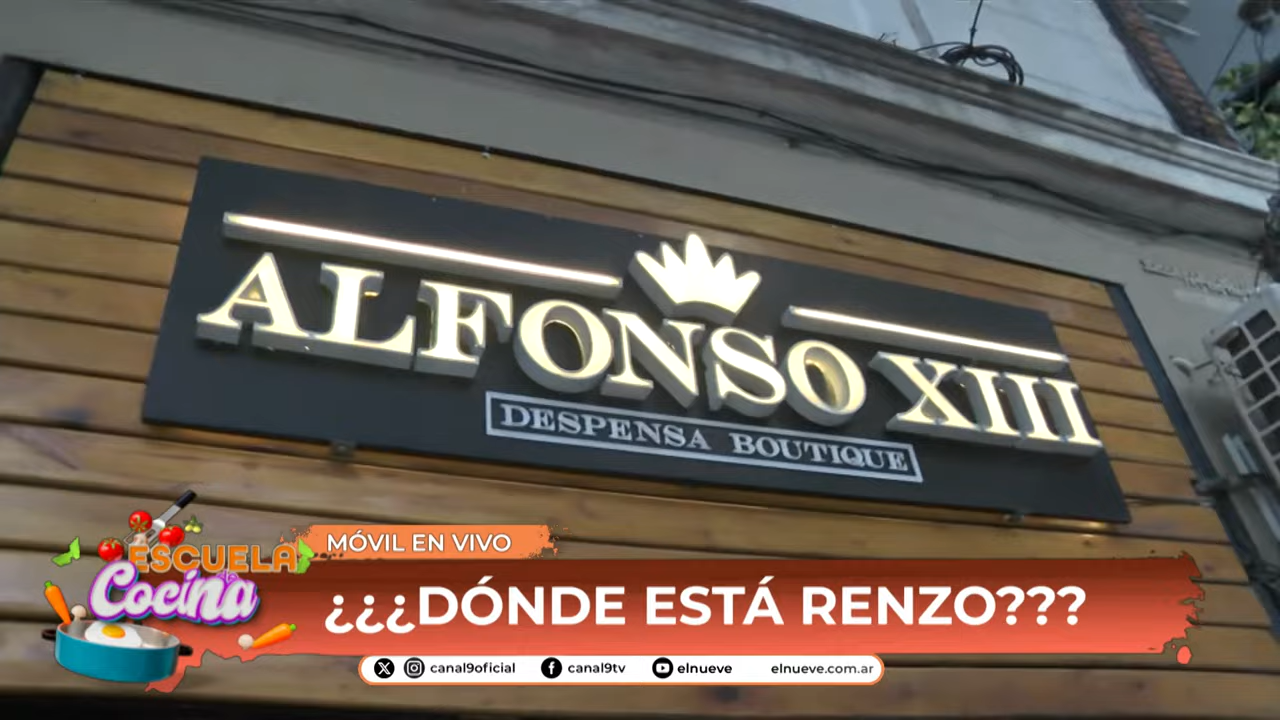 ALFONSO XIII
DESPENSA BOUTIQUE
ESCUELA
Cocina
MÓVIL EN VIVO
¿¿¿DÓNDE ESTÁ RENZO???
canal9oficial canal9tv elnueve elnueve.com.ar